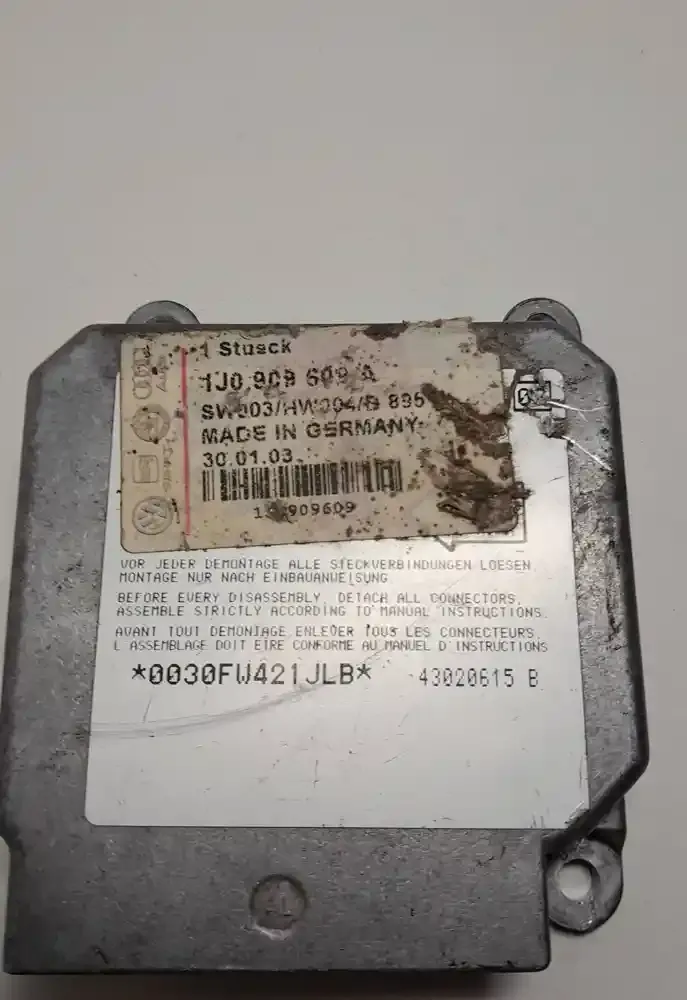 1 Stueck
1J0 909 609 A
SW003/HW004/B 895
MADE IN GERMANY
30.01.03
909609
VOR JEDER DEMONTAGE ALLE STECKVERBINDUNGEN LOESEN
MONTAGE NUR NACH EINBAUANWEISUNG
BEFORE EVERY DISASSEMBLY, DETACH ALL CONNECTORS.
ASSEMBLE STRICTLY ACCORDING TO MANUAL INSTRUCTIONS.
AVANT TOUT DEMONTAGE ENLEVER TOUS LES CONNECTEURS.
L ASSEMBLAGE DOIT ETRE CONFORME AU MANUEL D'INSTRUCTIONS
*0030FW421JLB* 43020615 B